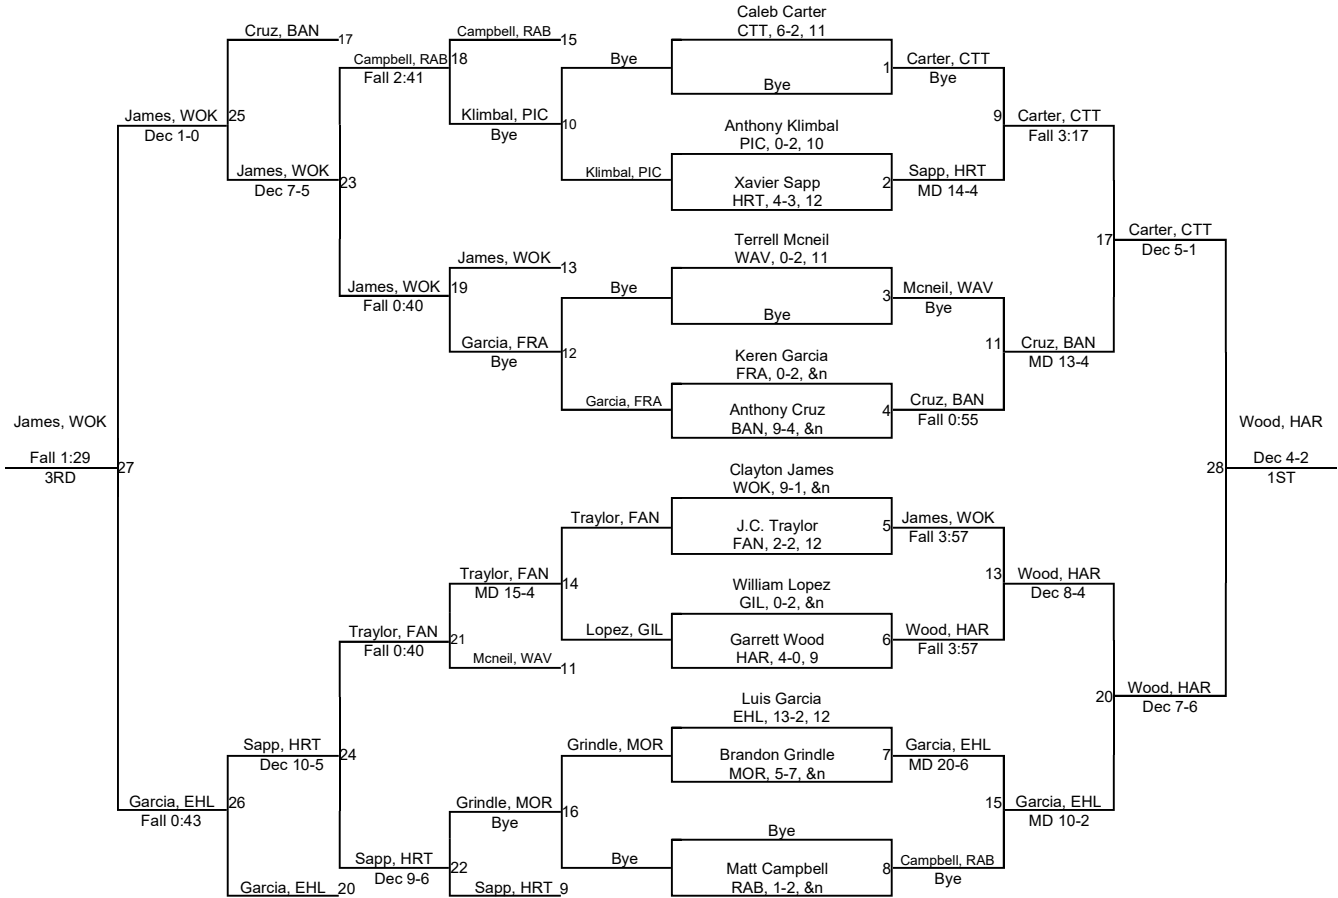 Caleb Carter
Cruz, BAN
17
Campbell, RAB
15
CTT, 6-2, 11
Campbell, RAB
18
Bye
1
Carter, CTT
Fall 2:41
Bye
Bye
James, WOK
25
Klimbal, PIC
10
9
Carter, CTT
Dec 1-0
Bye
Anthony Klimbal
Fall 3:17
PIC, 0-2, 10
James, WOK
23
Klimbal, PIC
Xavier Sapp
2
Sapp, HRT
Dec 7-5
HRT, 4-3, 12
MD 14-4
Terrell Mcneil
17
Carter, CTT
James, WOK
13
WAV, 0-2, 11
Dec 5-1
James, WOK
19
Bye
3
Mcneil, WAV
Fall 0:40
Bye
Bye
Garcia, FRA
12
11
Cruz, BAN
Bye
Keren Garcia
MD 13-4
FRA, 0-2, &n
Garcia, FRA
Anthony Cruz
4
Cruz, BAN
James, WOK
BAN, 9-4, &n
Fall 0:55
Wood, HAR
Fall 1:29
27
Clayton James
28
Dec 4-2
3RD
WOK, 9-1, &n
1ST
Traylor, FAN
J.C. Traylor
5
James, WOK
FAN, 2-2, 12
Fall 3:57
Traylor, FAN
14
William Lopez
13
Wood, HAR
MD 15-4
GIL, 0-2, &n
Dec 8-4
Traylor, FAN
21
Lopez, GIL
Garrett Wood
6
Wood, HAR
Fall 0:40
HAR, 4-0, 9
Fall 3:57
Mcneil, WAV
11
Luis Garcia
20
Wood, HAR
EHL, 13-2, 12
Dec 7-6
Sapp, HRT
24
Grindle, MOR
Brandon Grindle
7
Garcia, EHL
Dec 10-5
MOR, 5-7, &n
MD 20-6
Garcia, EHL
26
Grindle, MOR
16
15
Garcia, EHL
Fall 0:43
Bye
Bye
MD 10-2
Sapp, HRT
22
Bye
Matt Campbell
8
Campbell, RAB
Dec 9-6
RAB, 1-2, &n
Bye
Garcia, EHL
20
Sapp, HRT
9